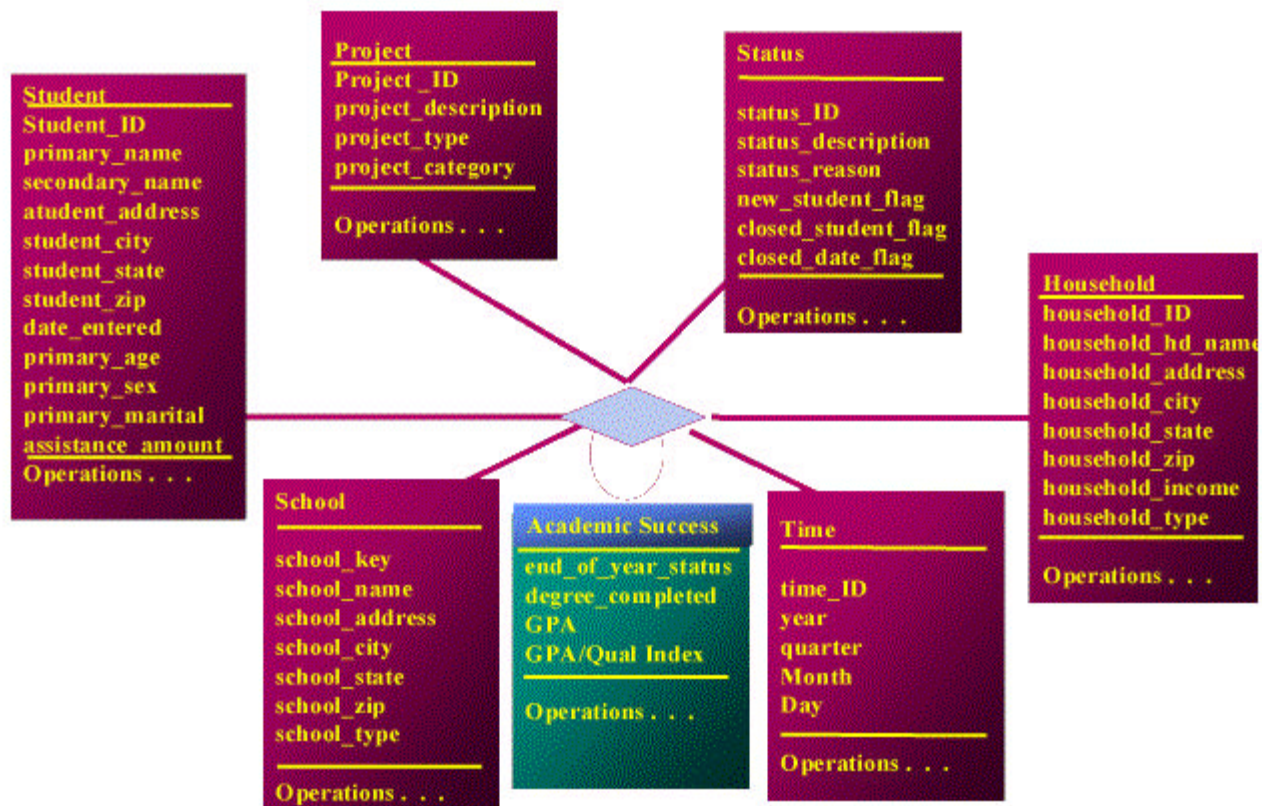 Student
Student_ID
primary_name
secondary_name
atudent_address
student_city
student_state
student_zip
date_entered
primary_age
primary_sex
primary_marital
assistance_amount
Operations . . .
Project
Project _ID
project_description
project_type
project_category
Operations . . .
Status
status_ID
status_description
status_reason
new_student_flag
closed_student_flag
closed_date_flag
Operations . . .
Household
household_ID
household_hd_name
household_address
household_city
household_state
household_zip
household_income
household_type
Operations . . .
School
school_key
school_name
school_address
school_city
school_state
school_zip
school_type
Operations . . .
Academic Success
end_of_year_status
degree_completed
GPA
GPA/Qual Index
Operations . . .
Time
time_ID
year
quarter
Month
Day
Operations . . .